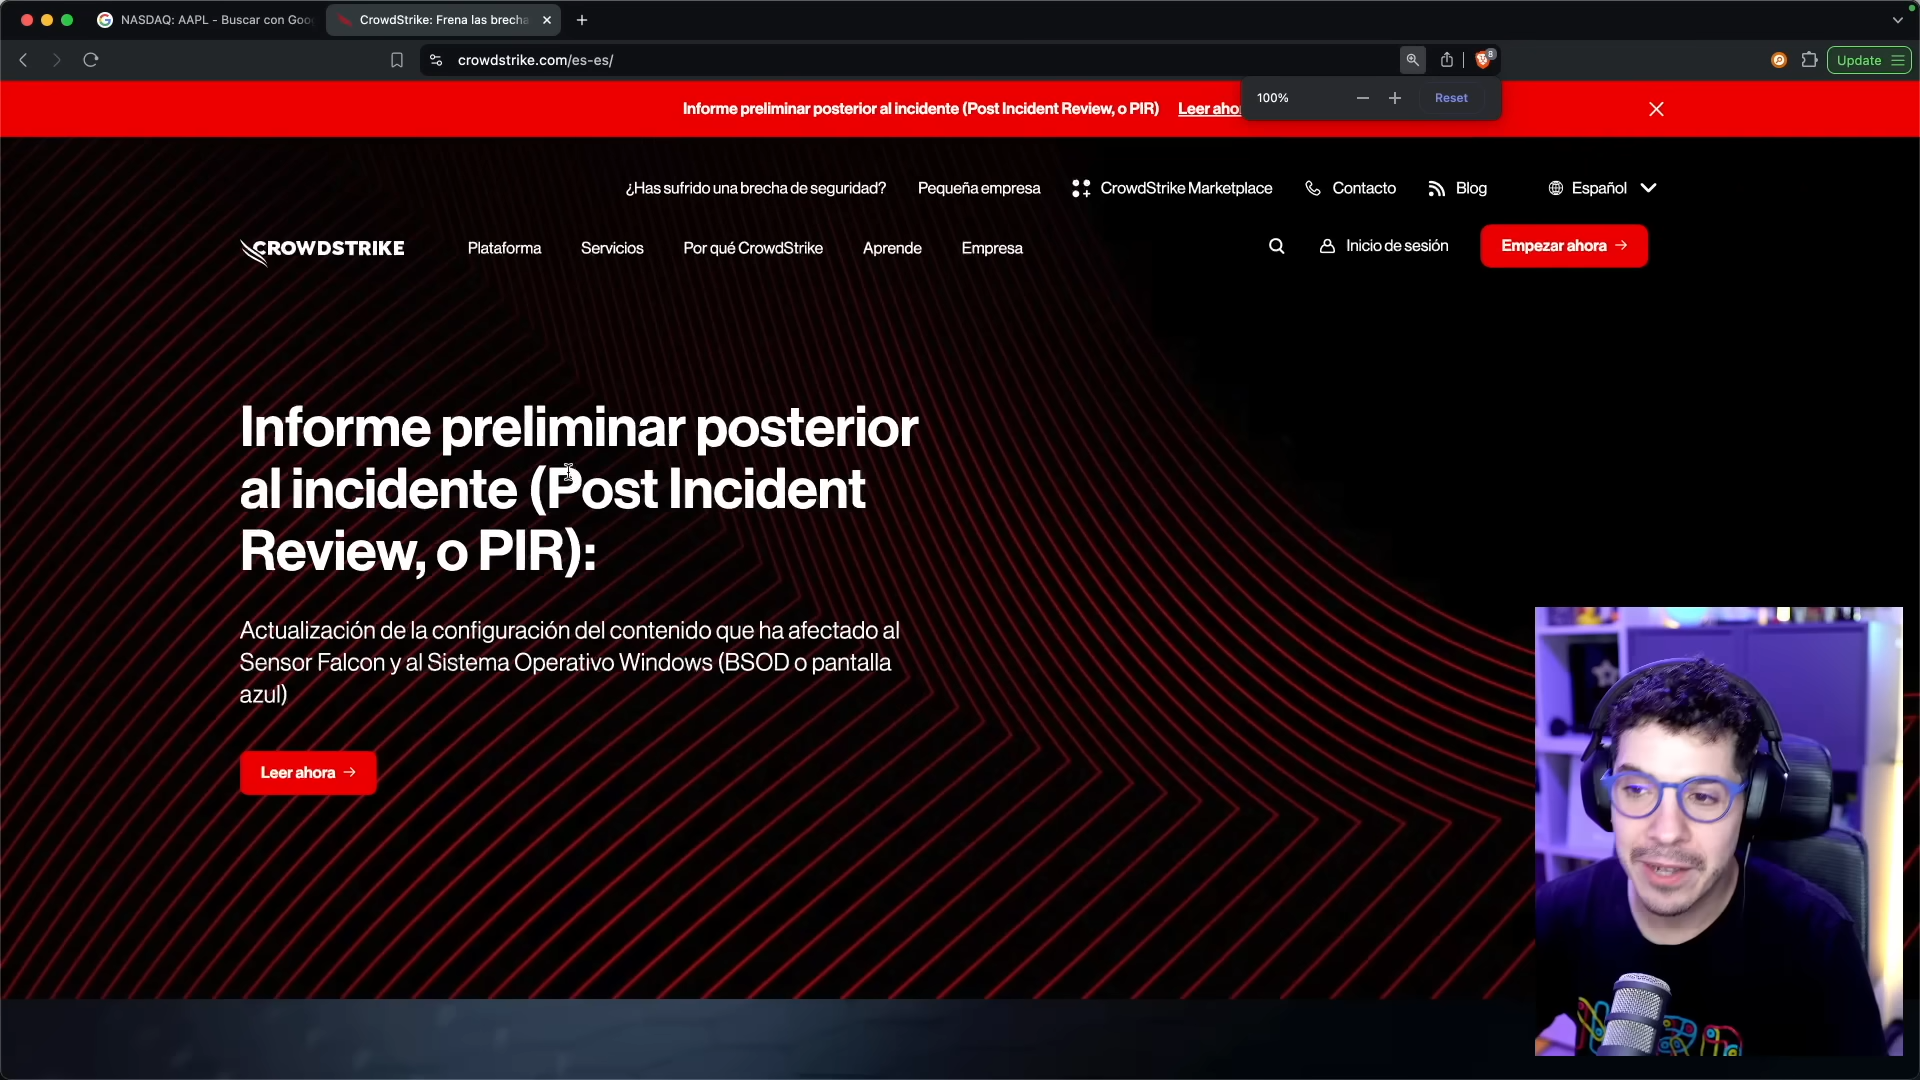 NASDAQ: AAPL - Buscar con Goo
CrowdStrike: Frena las brecha
crowdstrike.com/es-es/
8
Update
100%
Reset
Informe preliminar posterior al incidente (Post Incident Review, o PIR) Leer aho
¿Has sufrido una brecha de seguridad?
Pequeña empresa
CrowdStrike Marketplace
Contacto
Blog
Español
CROWDSTRIKE
Plataforma
Servicios
Por qué CrowdStrike
Aprende
Empresa
Inicio de sesión
Empezar ahora →
Informe preliminar posterior
al incidente (Post Incident
Review, o PIR):
Actualización de la configuración del contenido que ha afectado al
Sensor Falcon y al Sistema Operativo Windows (BSOD o pantalla
azul)
Leer ahora →